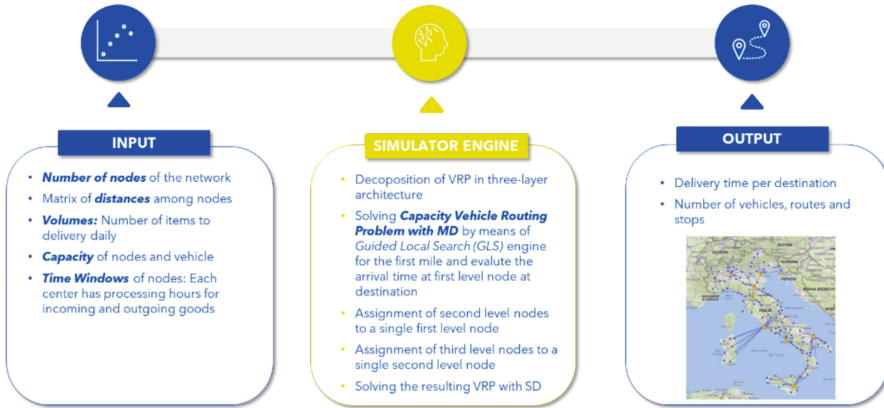 INPUT
• Number of nodes of the network
• Matrix of distances among nodes
• Volumes: Number of items to
delivery daily
• Capacity of nodes and vehicle
• Time Windows of nodes: Each
center has processing hours for
incoming and outgoing goods
SIMULATOR ENGINE
• Decoposition of VRP in three-layer
architecture
• Solving Capacity Vehicle Routing
Problem with MD by means of
Guided Local Search (GLS) engine
for the first mile and evalute the
arrival time at first level node at
destination
• Assignment of second level nodes
to a single first level node
• Assignment of third level nodes to a
single second level node
• Solving the resulting VRP with SD
OUTPUT
• Delivery time per destination
• Number of vehicles, routes and
stops
ITALIA